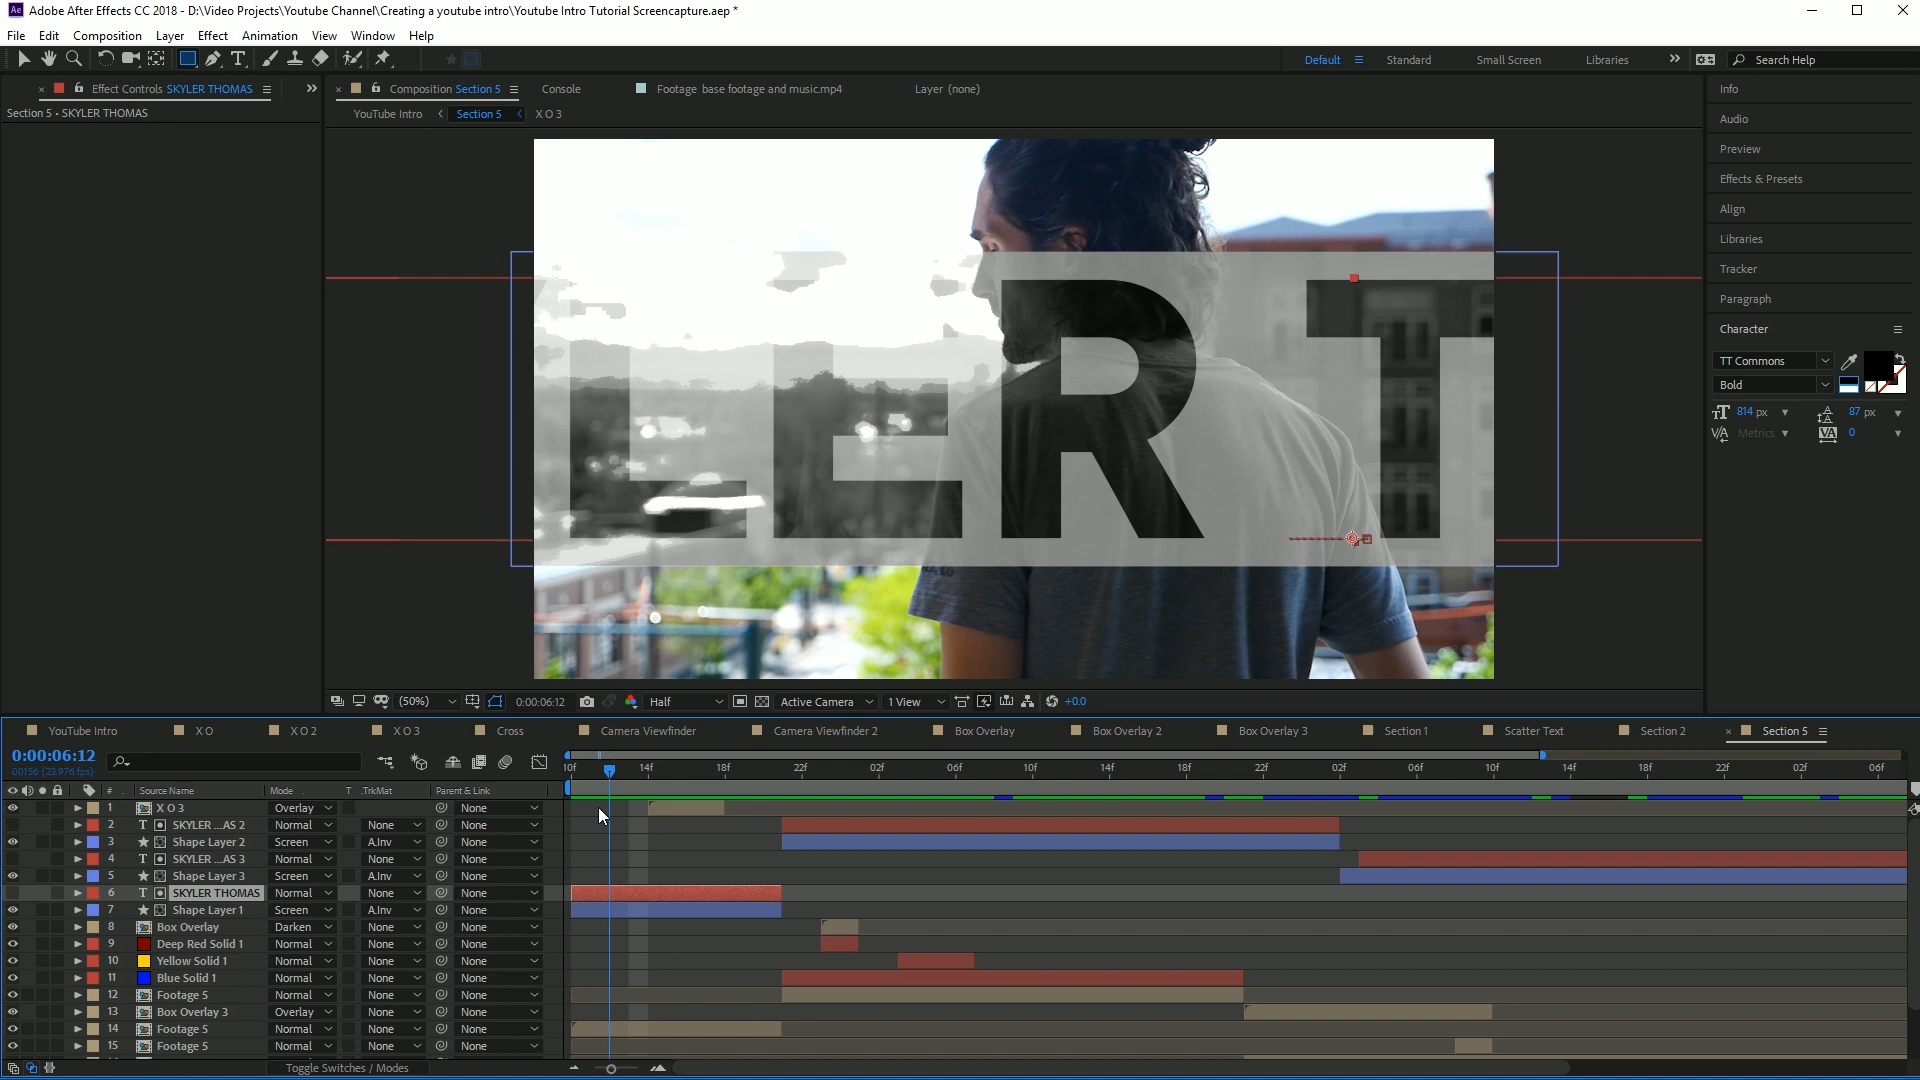 Ae Adobe After Effects CC 2018 - D:\Video Projects\Youtube Channel\Creating a youtube intro\Youtube Intro Tutorial Screencapture.aep *
File Edit Composition Layer Effect Animation View Window Help
Default Standard Small Screen Libraries Search Help
Effect Controls SKYLER THOMAS
Composition Section 5 Console Footage base footage and music.mp4 Layer (none)
Section 5 • SKYLER THOMAS
YouTube Intro Section 5 X O 3
Info
Audio
Preview
Effects & Presets
Align
Libraries
Tracker
Paragraph
Character
TT Commons
Bold
814 px 87 px
Metrics 0
LER T
(50%) 0:00:06:12 Half Active Camera 1 View +0.0
YouTube Intro X O X O 2 X O 3 Cross Camera Viewfinder Camera Viewfinder 2 Box Overlay Box Overlay 2 Box Overlay 3 Section 1 Scatter Text Section 2 Section 5
0:00:06:12
00156 (23.976 fps)
10f 14f 18f 22f 02f 06f 10f 14f 18f 22f 02f 06f 10f 14f 18f 22f 02f 06f
# Source Name Mode T .TrkMat Parent & Link
1 X O 3 Overlay None
2 T SKYLER ...AS 2 Normal None None
3 Shape Layer 2 Screen A.Inv None
4 T SKYLER ...AS 3 Normal None None
5 Shape Layer 3 Screen A.Inv None
6 T SKYLER THOMAS Normal None None
7 Shape Layer 1 Screen A.Inv None
8 Box Overlay Darken None None
9 Deep Red Solid 1 Normal None None
10 Yellow Solid 1 Normal None None
11 Blue Solid 1 Normal None None
12 Footage 5 Normal None None
13 Box Overlay 3 Overlay None None
14 Footage 5 Normal None None
15 Footage 5 Normal None None
Toggle Switches / Modes